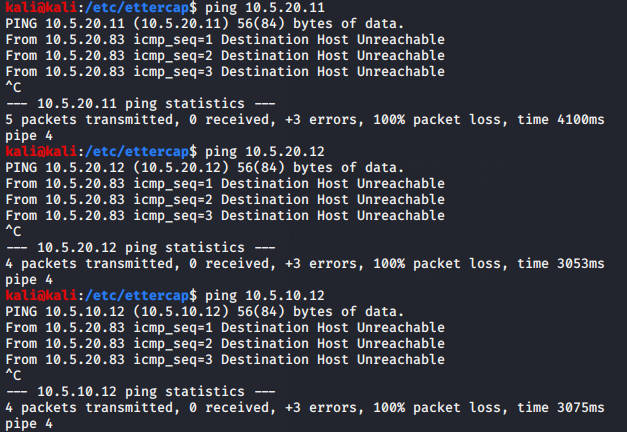 kali@kali:/etc/ettercap$ ping 10.5.20.11
PING 10.5.20.11 (10.5.20.11) 56(84) bytes of data.
From 10.5.20.83 icmp_seq=1 Destination Host Unreachable
From 10.5.20.83 icmp_seq=2 Destination Host Unreachable
From 10.5.20.83 icmp_seq=3 Destination Host Unreachable
^C
--- 10.5.20.11 ping statistics ---
5 packets transmitted, 0 received, +3 errors, 100% packet loss, time 4100ms
pipe 4
kali@kali:/etc/ettercap$ ping 10.5.20.12
PING 10.5.20.12 (10.5.20.12) 56(84) bytes of data.
From 10.5.20.83 icmp_seq=1 Destination Host Unreachable
From 10.5.20.83 icmp_seq=2 Destination Host Unreachable
From 10.5.20.83 icmp_seq=3 Destination Host Unreachable
^C
--- 10.5.20.12 ping statistics ---
4 packets transmitted, 0 received, +3 errors, 100% packet loss, time 3053ms
pipe 4
kali@kali:/etc/ettercap$ ping 10.5.10.12
PING 10.5.10.12 (10.5.10.12) 56(84) bytes of data.
From 10.5.20.83 icmp_seq=1 Destination Host Unreachable
From 10.5.20.83 icmp_seq=2 Destination Host Unreachable
From 10.5.20.83 icmp_seq=3 Destination Host Unreachable
^C
--- 10.5.10.12 ping statistics ---
4 packets transmitted, 0 received, +3 errors, 100% packet loss, time 3075ms
pipe 4